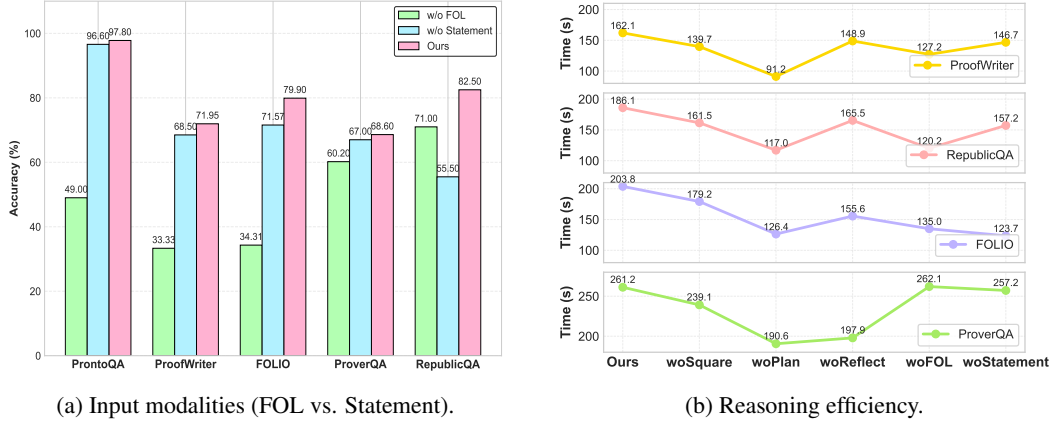 w/o FOL
w/o Statement
Ours
Accuracy (%)
100
80
60
40
20
0
49.00
96.60
97.80
33.33
68.50
71.95
34.31
71.57
79.90
60.20
67.00
68.60
71.00
55.50
82.50
ProntoQA ProofWriter FOLIO ProverQA RepublicQA
(a) Input modalities (FOL vs. Statement).
Time (s)
200
150
100
162.1 139.7 91.2 148.9 127.2 146.7
ProofWriter
Time (s)
200
150
100
186.1 161.5 117.0 165.5 120.2 157.2
RepublicQA
Time (s)
200
150
100
203.8 179.2 126.4 155.6 135.0 123.7
FOLIO
Time (s)
250
200
261.2 239.1 190.6 197.9 262.1 257.2
ProverQA
Ours woSquare woPlan woReflect woFOL woStatement
(b) Reasoning efficiency.